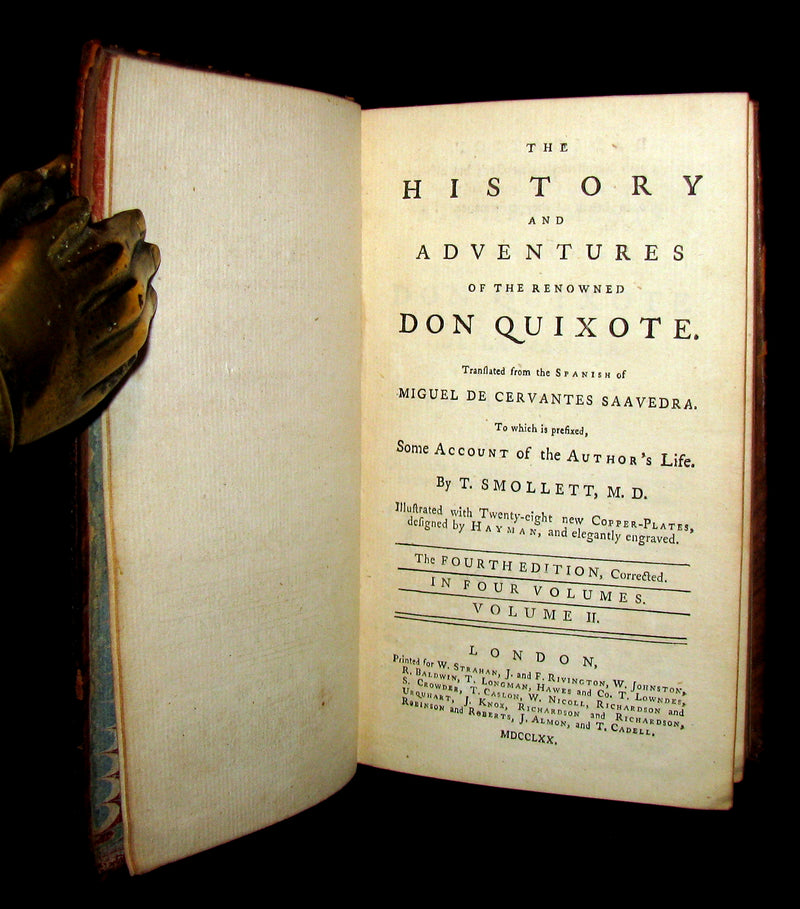 THE
HISTORY
AND
ADVENTURES
OF THE RENOWNED
DON QUIXOTE.
Tranſlated from the SPANISH of
MIGUEL DE CERVANTES SAAVEDRA.
To which is prefixed,
Some ACCOUNT of the AUTHOR'S Life.
By T. SMOLLETT, M. D.
Illuſtrated with Twenty-eight new COPPER-PLATES,
deſigned by HAYMAN, and elegantly engraved.
The FOURTH EDITION, Corrected.
IN FOUR VOLUMES.
VOLUME II.
LONDON,
Printed for W. STRAHAN, J. and F. RIVINGTON, W. JOHNSTON,
R. BALDWIN, T. LONGMAN, HAWES and Co. T. LOWNDES,
S. CROWDER, T. CASLON, W. NICOLL, RICHARDSON and
URQUHART, J. KNOX, RICHARDSON and RICHARDSON,
ROBINSON and ROBERTS, J. ALMON, and T. CADELL.
MDCCLXX.